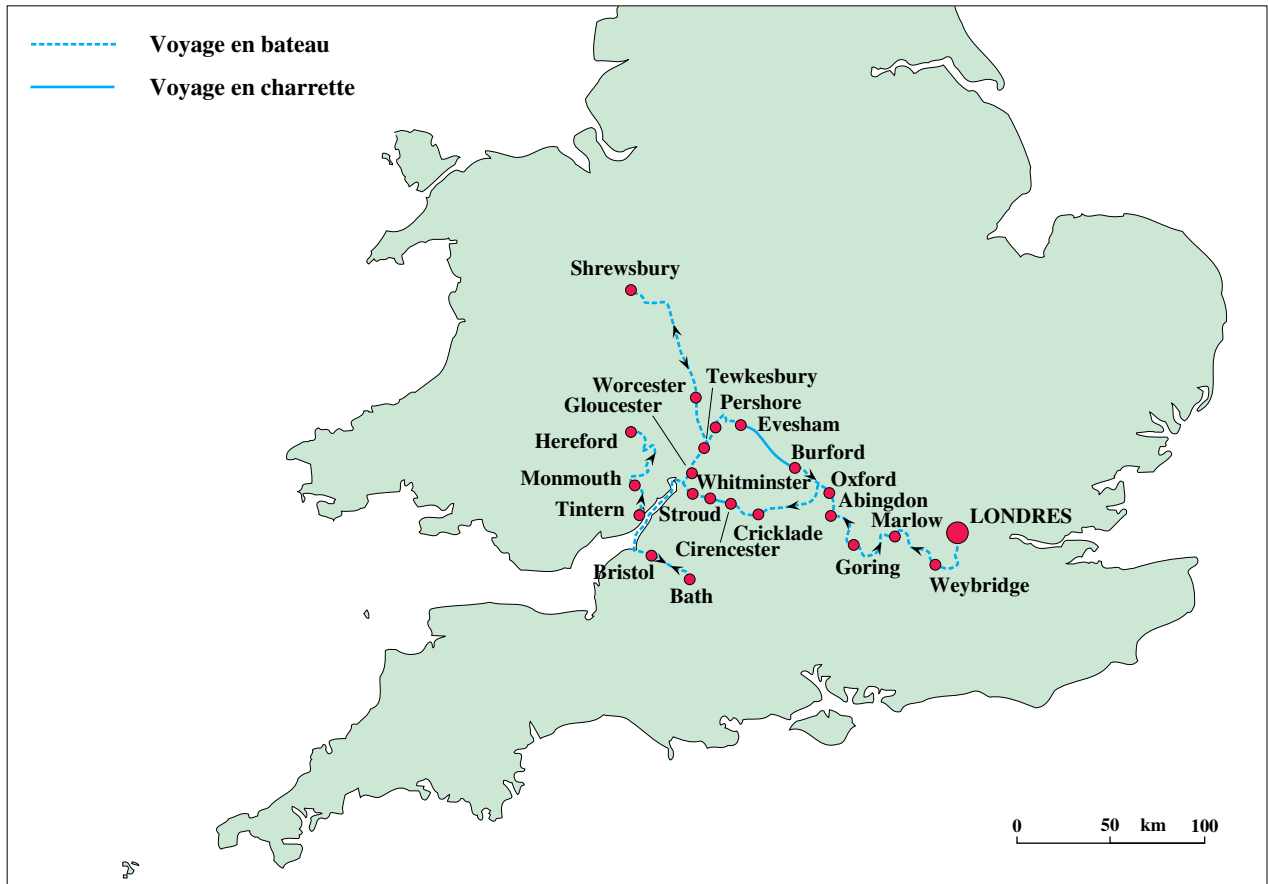 Voyage en bateau
Voyage en charrette
Shrewsbury
Tewkesbury
Worcester
Pershore
Gloucester
Evesham
Hereford
Burford
Monmouth
Whitminster
Oxford
Abingdon
Tintern
Stroud
Marlow
LONDRES
Cricklade
Cirencester
Goring
Bristol
Weybridge
Bath
0 50 km 100